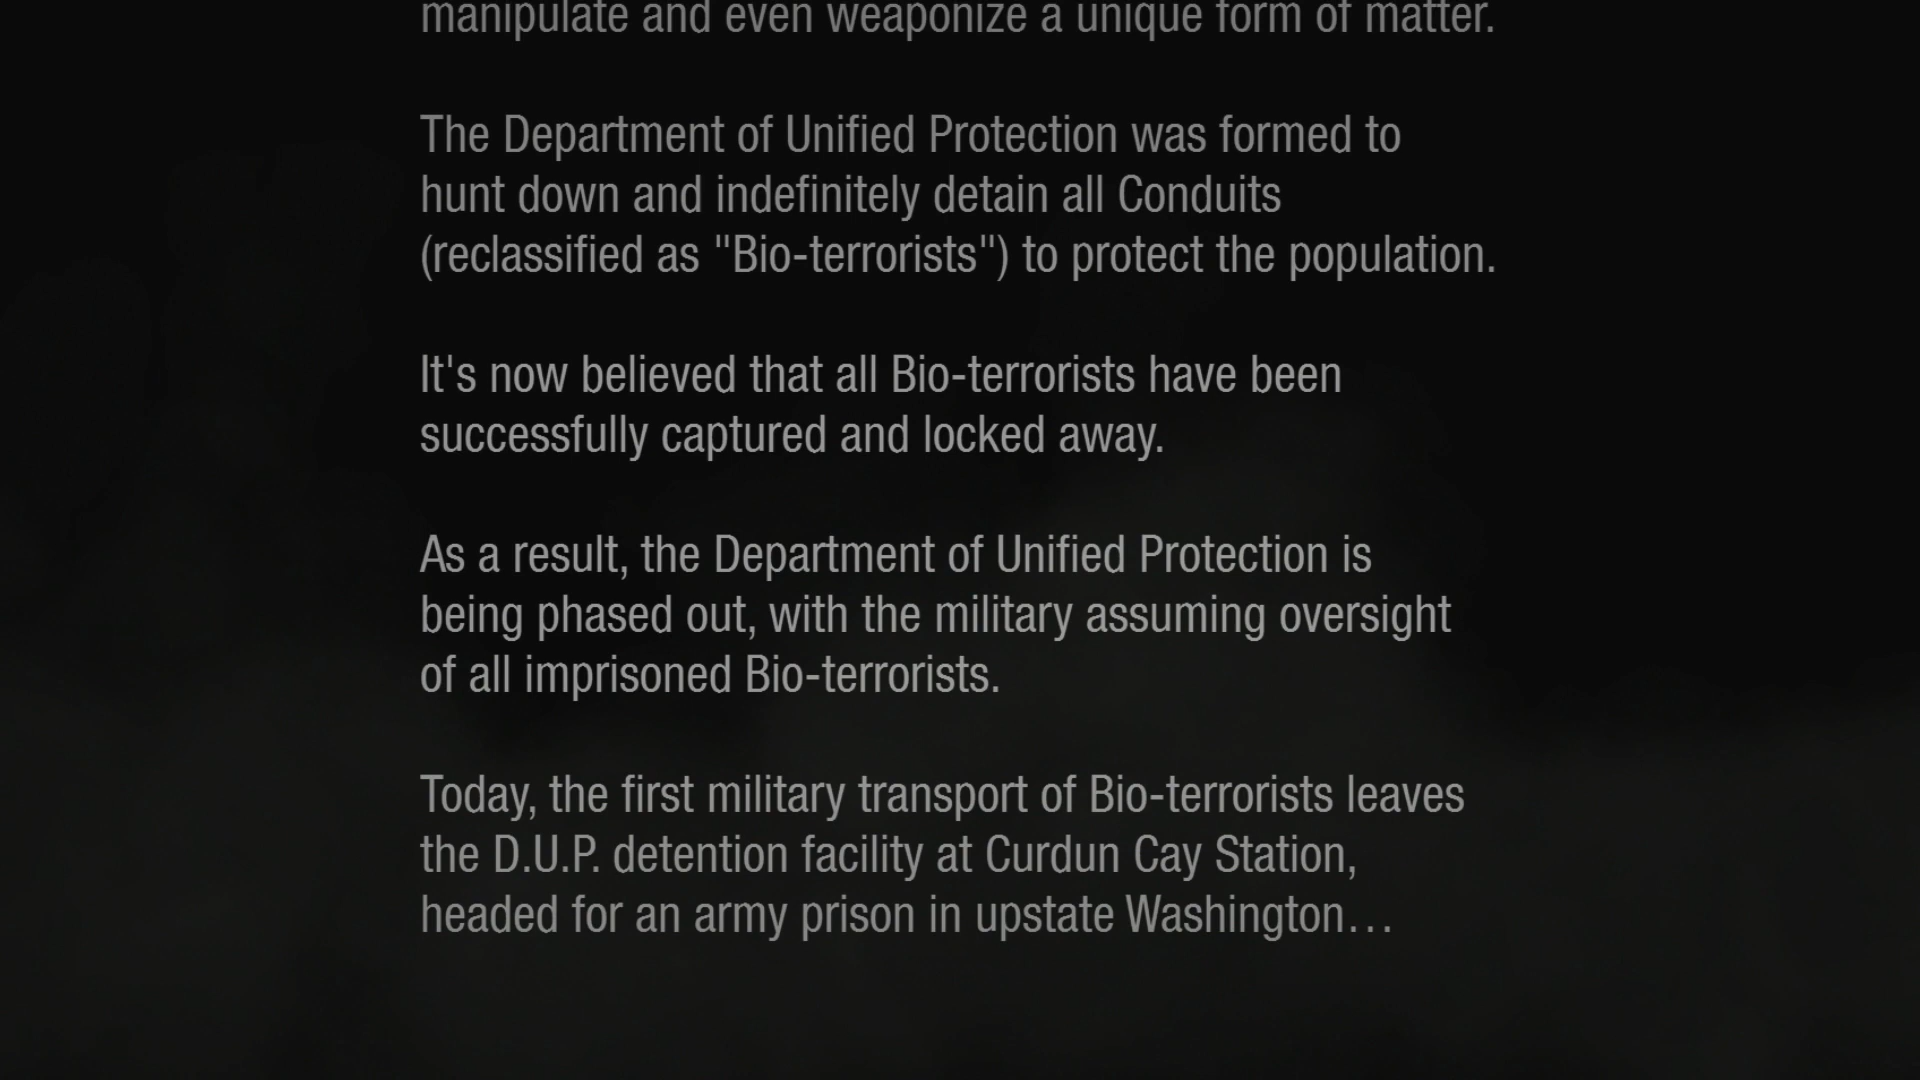 manipulate and even weaponize a unique form of matter.
The Department of Unified Protection was formed to
hunt down and indefinitely detain all Conduits
(reclassified as "Bio-terrorists") to protect the population.
It's now believed that all Bio-terrorists have been
successfully captured and locked away.
As a result, the Department of Unified Protection is
being phased out, with the military assuming oversight
of all imprisoned Bio-terrorists.
Today, the first military transport of Bio-terrorists leaves
the D.U.P. detention facility at Curdun Cay Station,
headed for an army prison in upstate Washington…